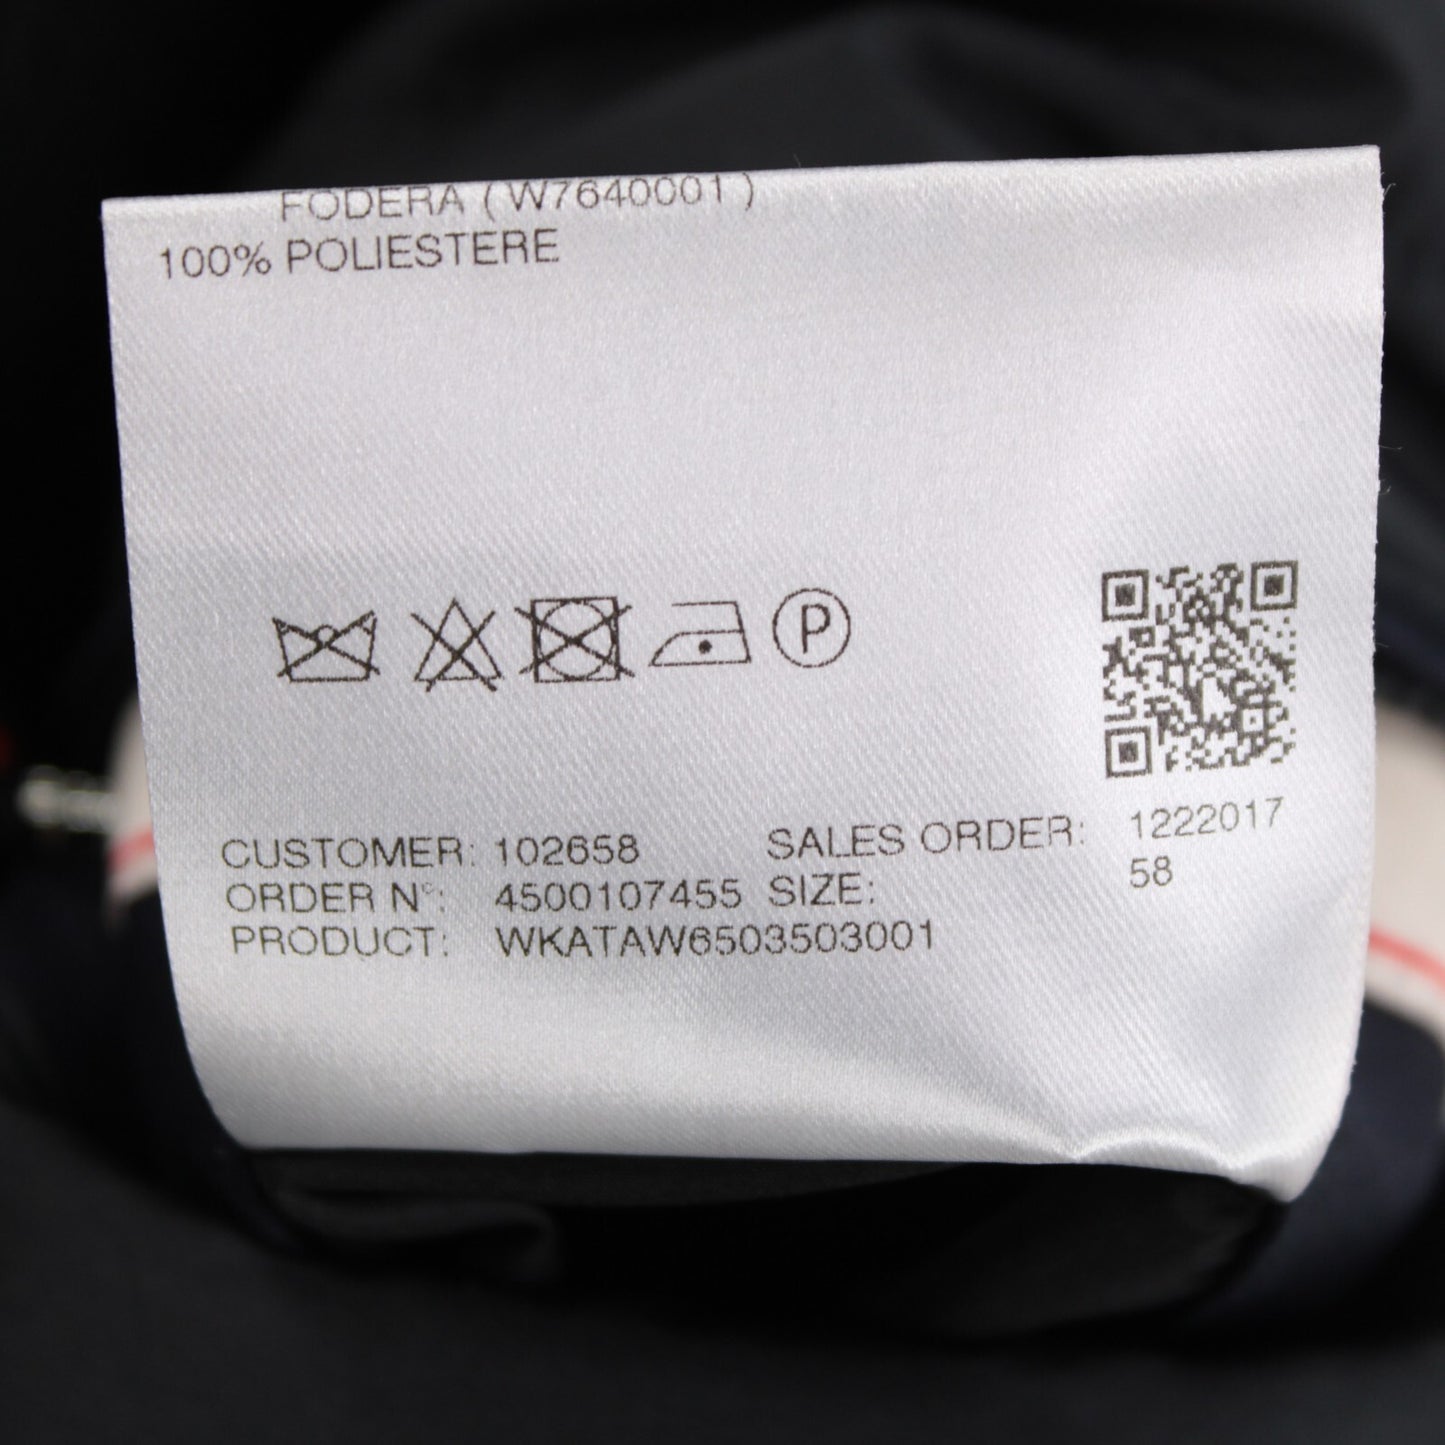 FODERA (W7640001)
100% POLIESTERE
P
CUSTOMER: 102658 SALES ORDER: 1222017
ORDER N°: 4500107455 SIZE: 58
PRODUCT: WKATAW6503503001